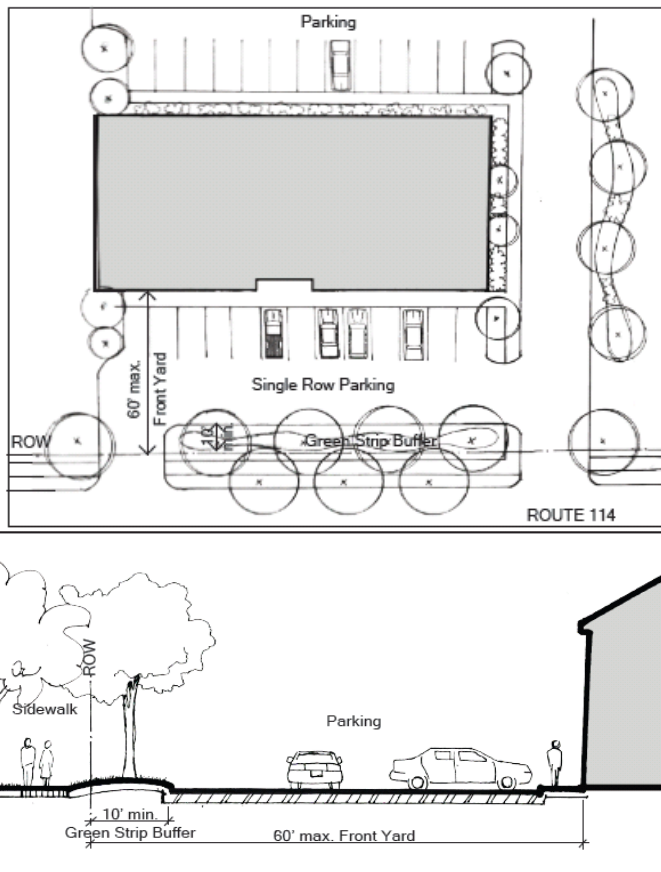 Parking
60' max.
Front Yard
Single Row Parking
ROW
10'
min.
Green Strip Buffer
ROUTE 114
ROW
Sidewalk
Parking
10' min.
Green Strip Buffer
60' max. Front Yard